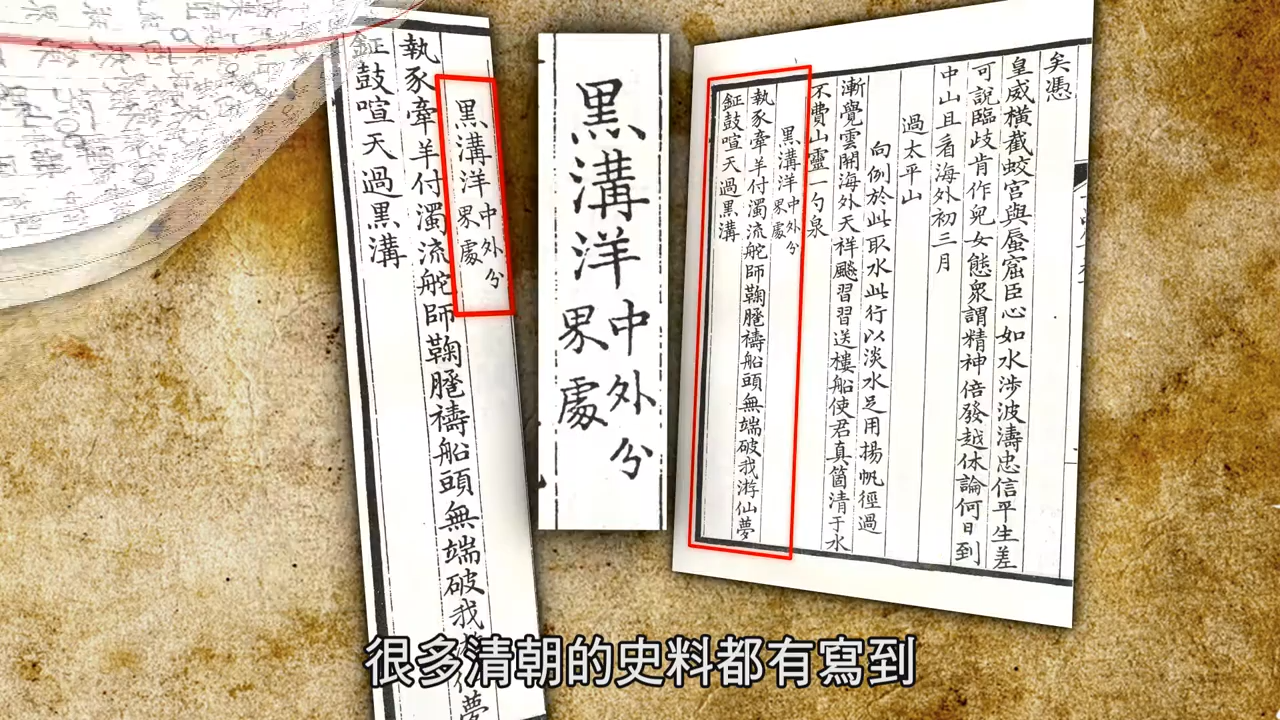 矣憑
皇威橫截蛟宮與蜃窟臣心如水涉波濤忠信平生差
可說臨歧肯作兒女態衆謂精神倍發越休論何日到
中山且看海外初三月
過太平山
向例於此取水此行以淡水足用揚帆徑過
漸覺雲開海外天祥飈習習送樓船使君真箇清于水
不費山靈一勺泉
黑溝洋中外分界處
執豕牽羊付濁流舵師鞠禱船頭無端破我游仙夢
鉦鼓喧天過黑溝
黑溝洋中外分界處
黑溝洋中外分界處
執豕牽羊付濁流舵師鞠禱船頭無端破我夢
鉦鼓喧天過黑溝
很多清朝的史料都有寫到